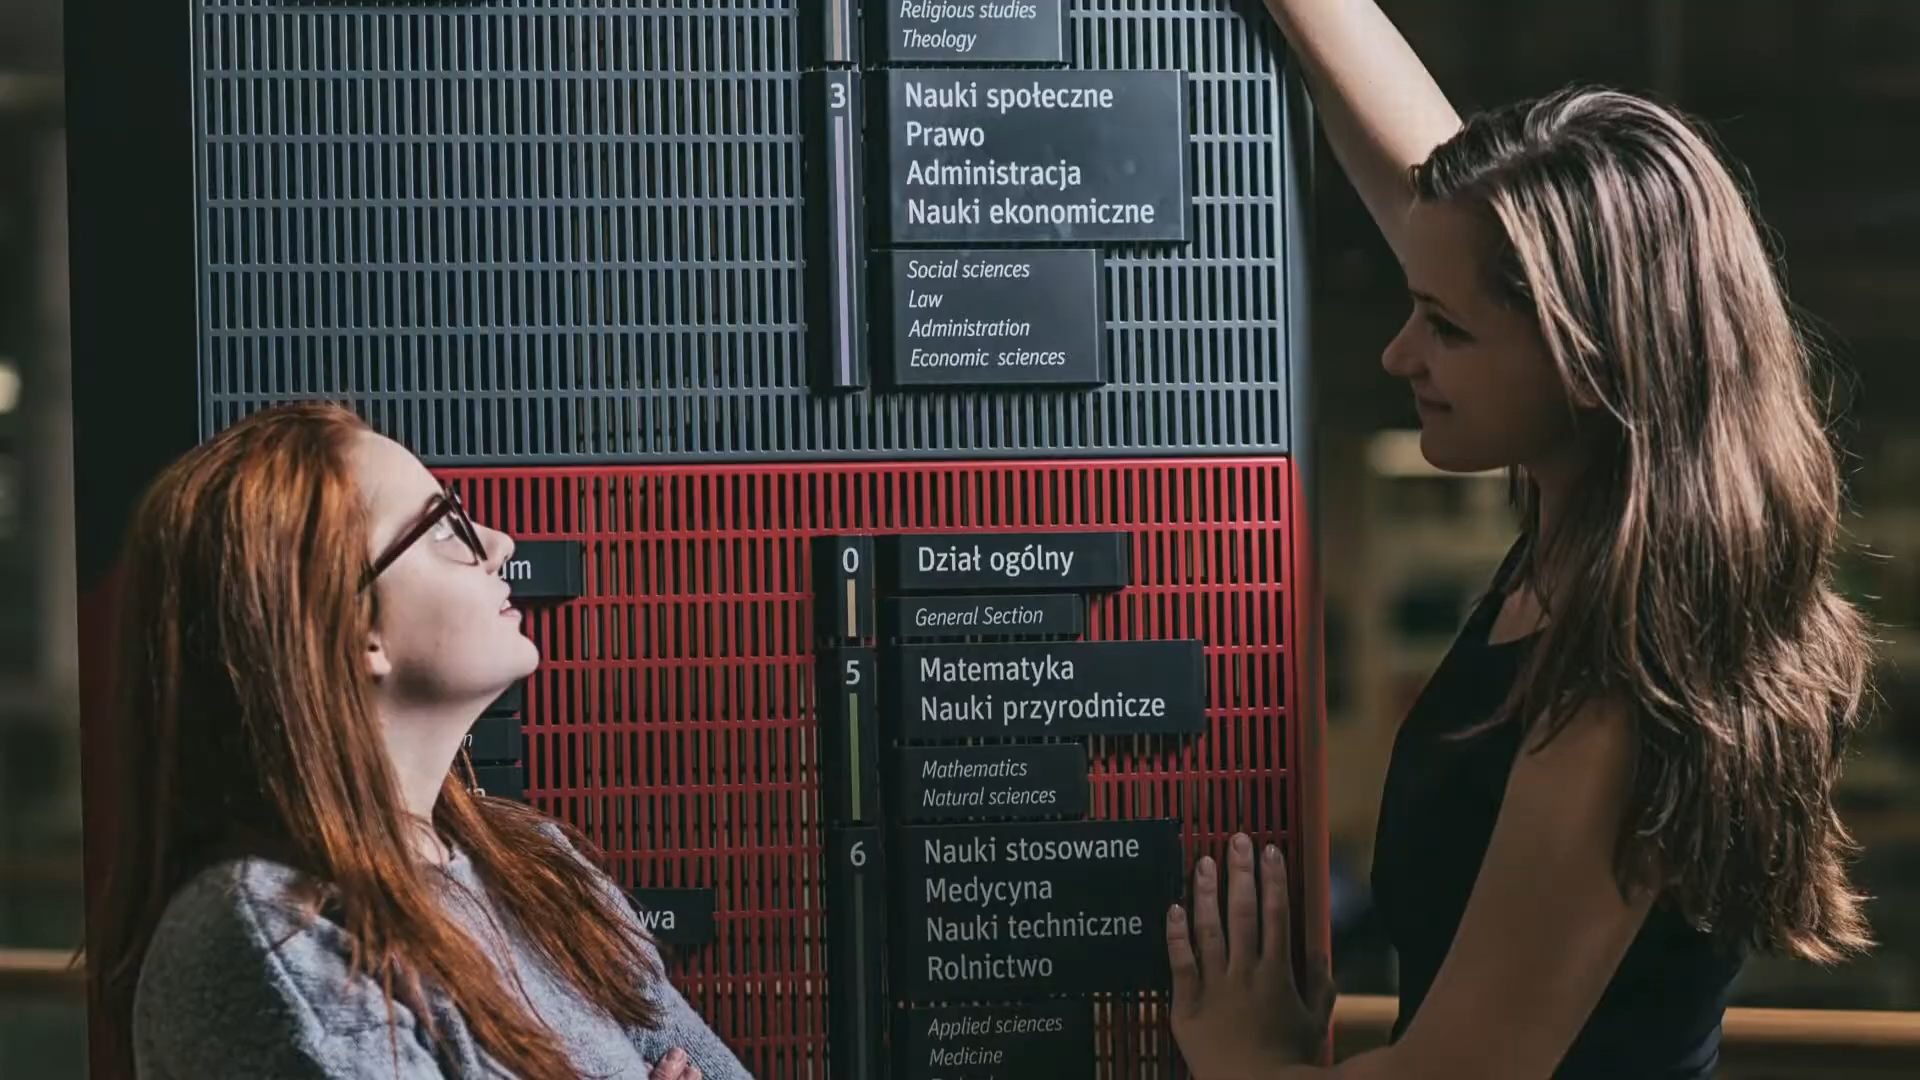 Religious studies
Theology
3
Nauki społeczne
Prawo
Administracja
Nauki ekonomiczne
Social sciences
Law
Administration
Economic sciences
0
Dział ogólny
General Section
5
Matematyka
Nauki przyrodnicze
Mathematics
Natural sciences
6
Nauki stosowane
Medycyna
Nauki techniczne
Rolnictwo
Applied sciences
Medicine